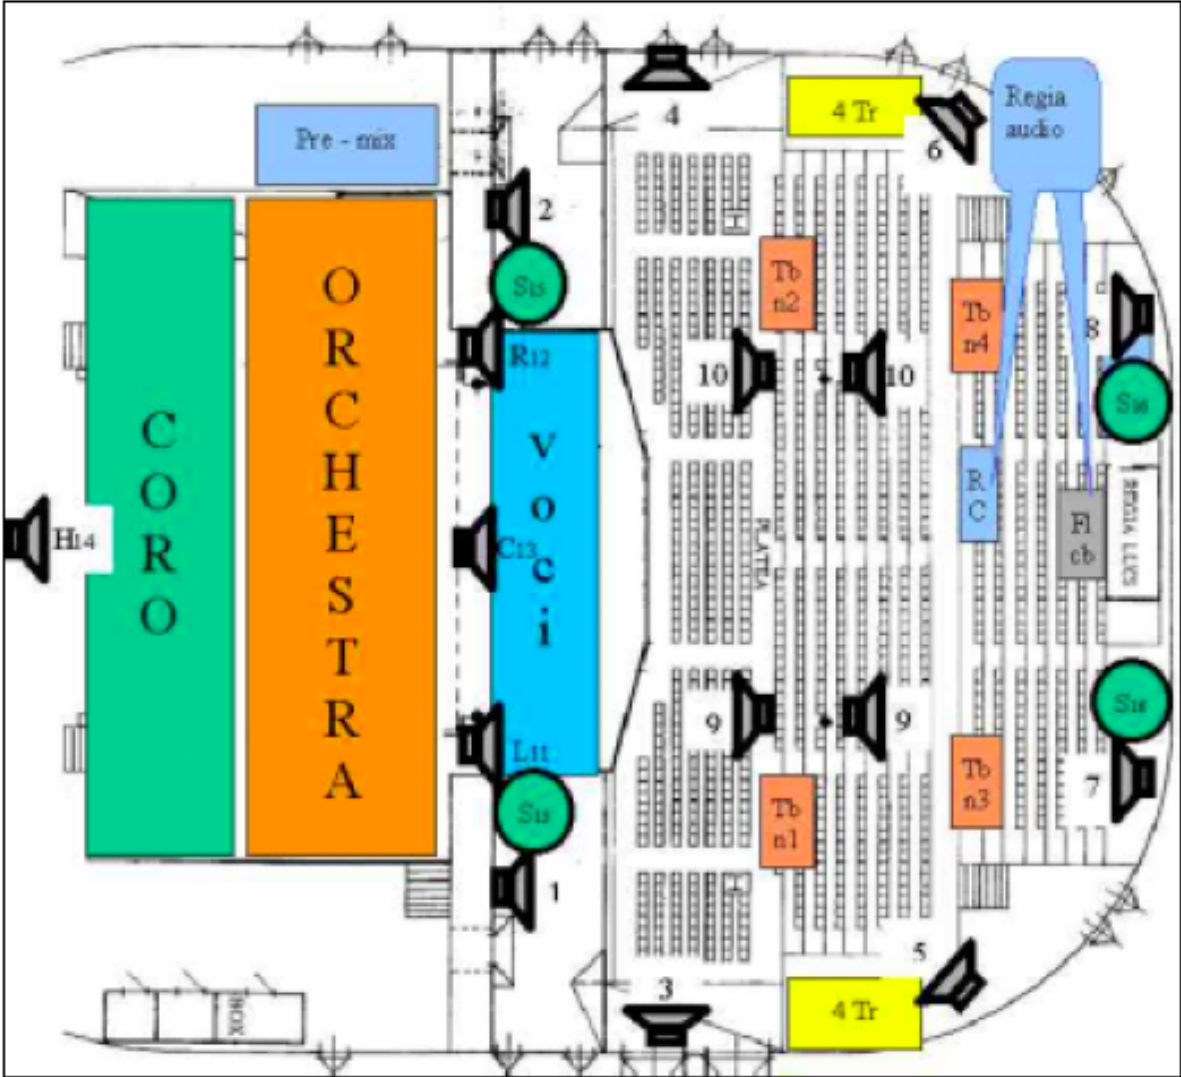 4
4 Tr
Regia
audio
6
Pre - mix
2
S15
Tb
n2
Tb
n4
8
R12
10
10
S16
CORO
ORCHESTRA
Voci
R
C
H14
C13
Fl
cb
REGIA LUCI
PLATEA
S16
9
9
L11
Tb
n3
7
S15
Tb
n1
1
5
3
4 Tr
BOX